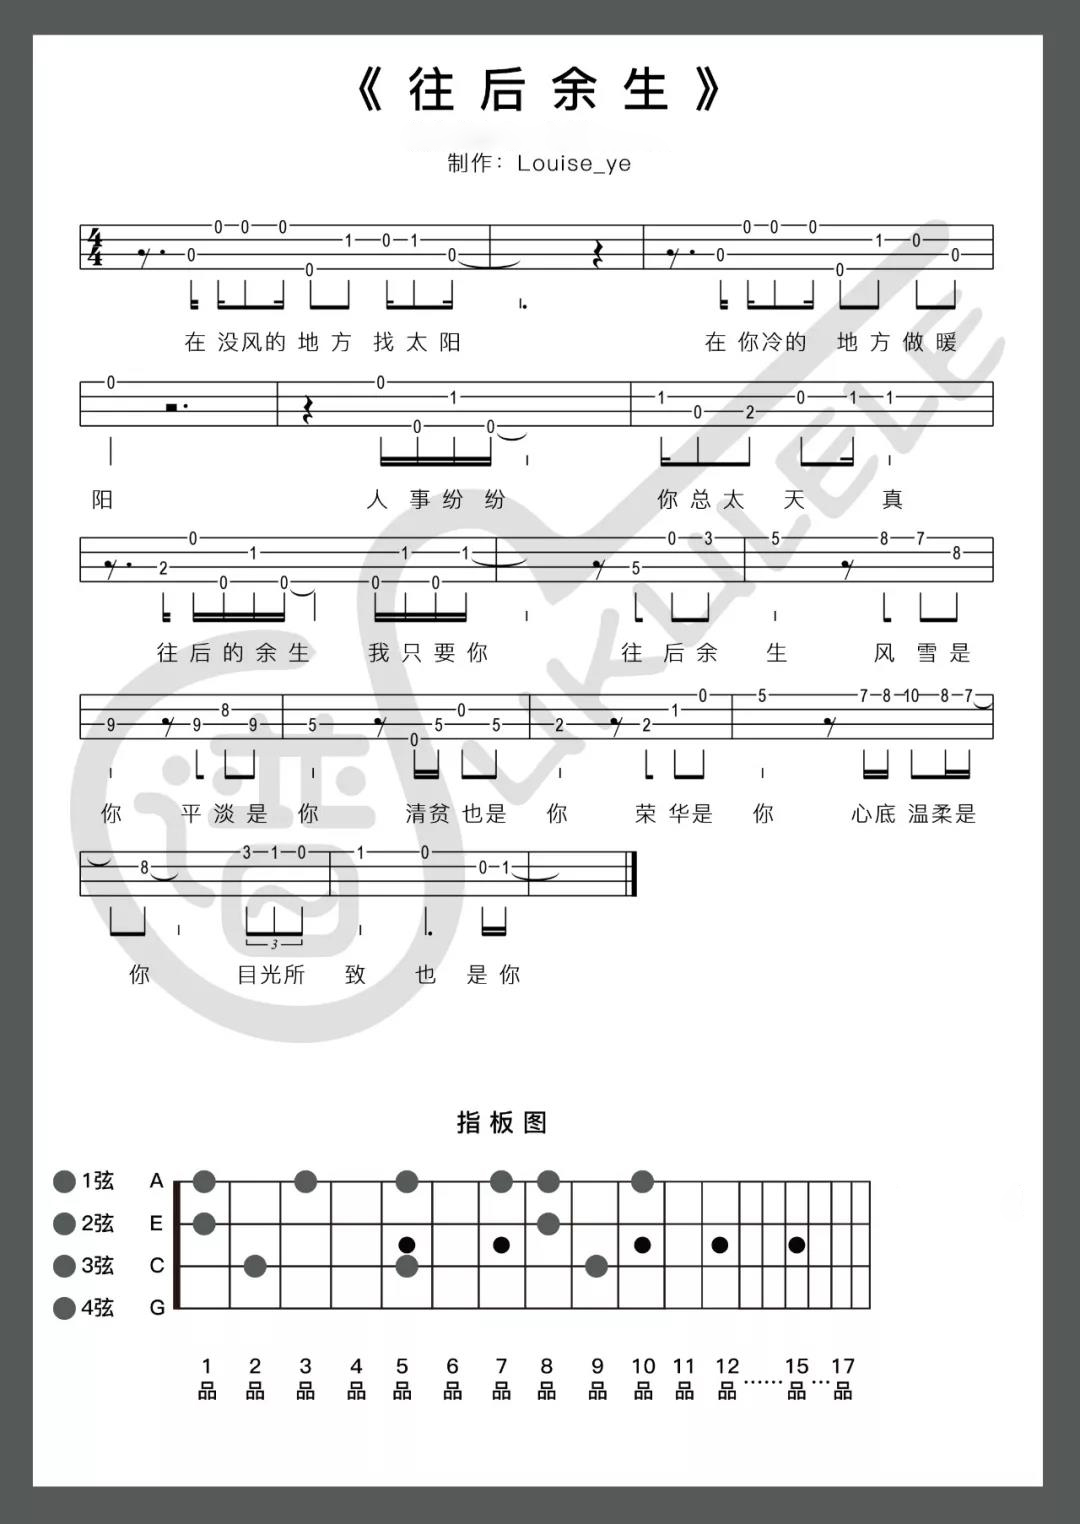 《往后余生》
制作：Louise_ye
4 0 0 0 0 0 1 0 1 0 0 0 0 0 0 1 0 0
4
在没风的地方找太阳 在你冷的地方做暖
0 0 0 1 0 1 0 2 0 1 1
阳 人事纷纷 你总太天真
2 0 0 1 0 0 1 0 1 5 0 3 5 8 7 8
往后的余生 我只要你 往后余生 风雪是
9 9 8 9 5 0 5 0 5 2 2 1 0 5 7 8 10 8 7
你 平淡是你 清贫也是你 荣华是你 心底温柔是
8 3 1 0 1 0 0 1
3
你 目光所致也是你
谱
UKULELE
指板图
1弦 A
2弦 E
3弦 C
4弦 G
1 2 3 4 5 6 7 8 9 10 11 12 15 17
品 品 品 品 品 品 品 品 品 品 品 品 …… 品 … 品